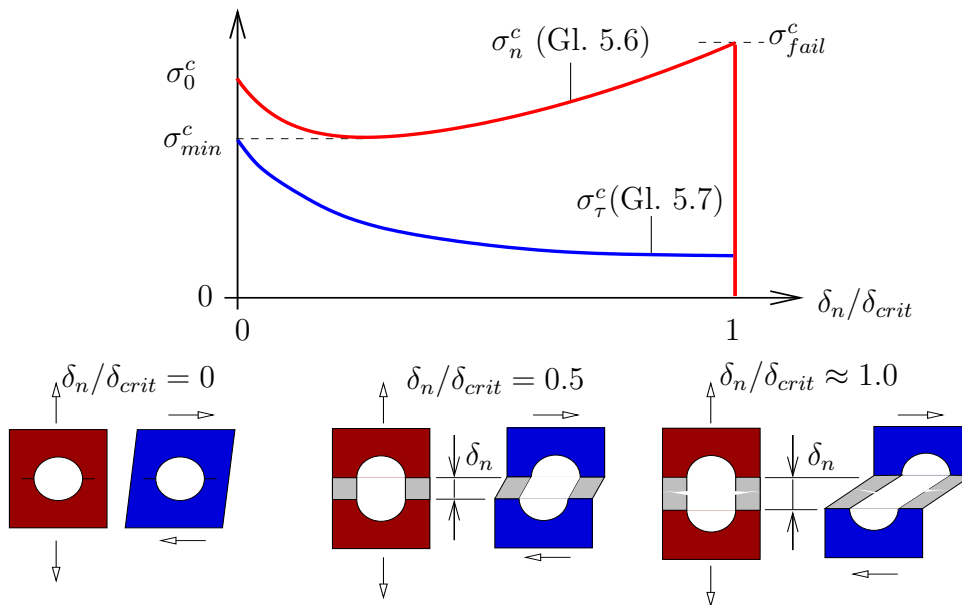 σ_n^c (Gl. 5.6)
σ_fail^c
σ_0^c
σ_min^c
σ_τ^c(Gl. 5.7)
0
δ_n/δ_crit
0
1
δ_n/δ_crit = 0
δ_n/δ_crit = 0.5
δ_n/δ_crit ≈ 1.0
δ_n
δ_n